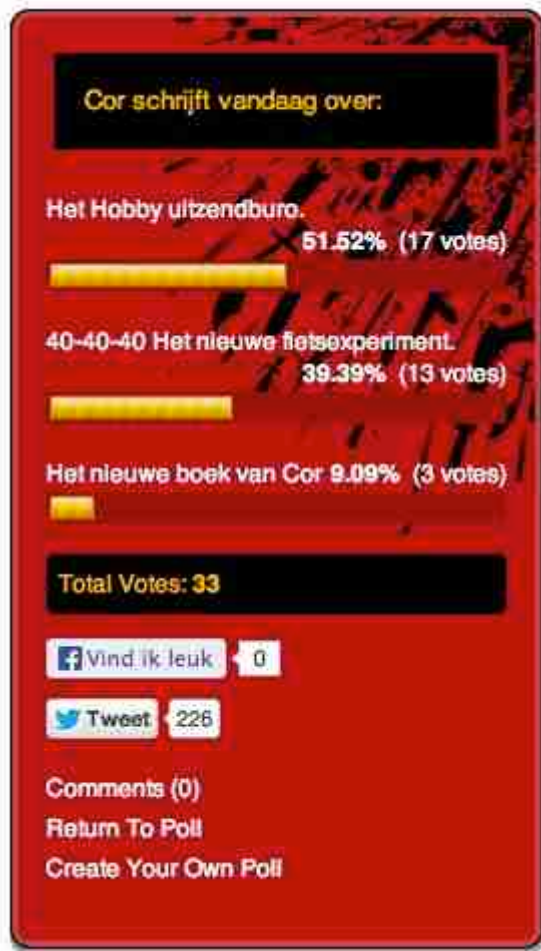 Cor schrijft vandaag over:
Het Hobby uitzendburo.
51.52% (17 votes)
40-40-40 Het nieuwe fietsexperiment.
39.39% (13 votes)
Het nieuwe boek van Cor 9.09% (3 votes)
Total Votes: 33
Vind ik leuk 0
Tweet 226
Comments (0)
Return To Poll
Create Your Own Poll